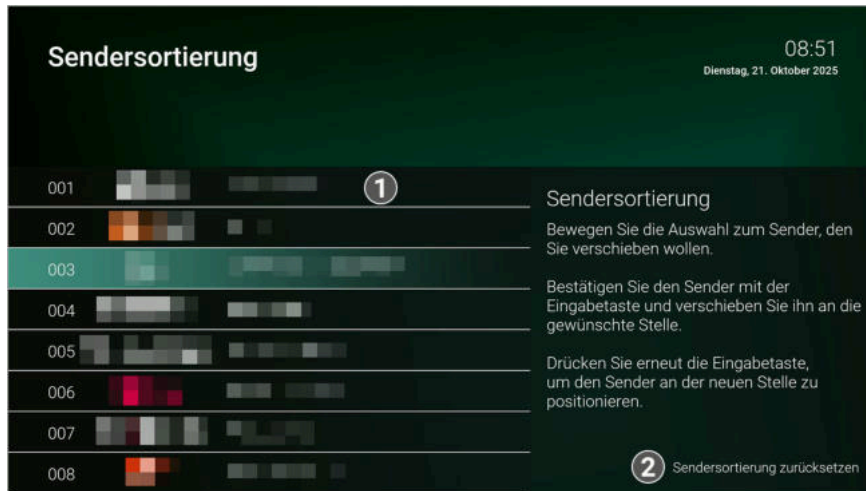 Sendersortierung
08:51
Dienstag, 21. Oktober 2025
001
1
002
003
004
005
006
007
008
Sendersortierung
Bewegen Sie die Auswahl zum Sender, den
Sie verschieben wollen.
Bestätigen Sie den Sender mit der
Eingabetaste und verschieben Sie ihn an die
gewünschte Stelle.
Drücken Sie erneut die Eingabetaste,
um den Sender an der neuen Stelle zu
positionieren.
2 Sendersortierung zurücksetzen